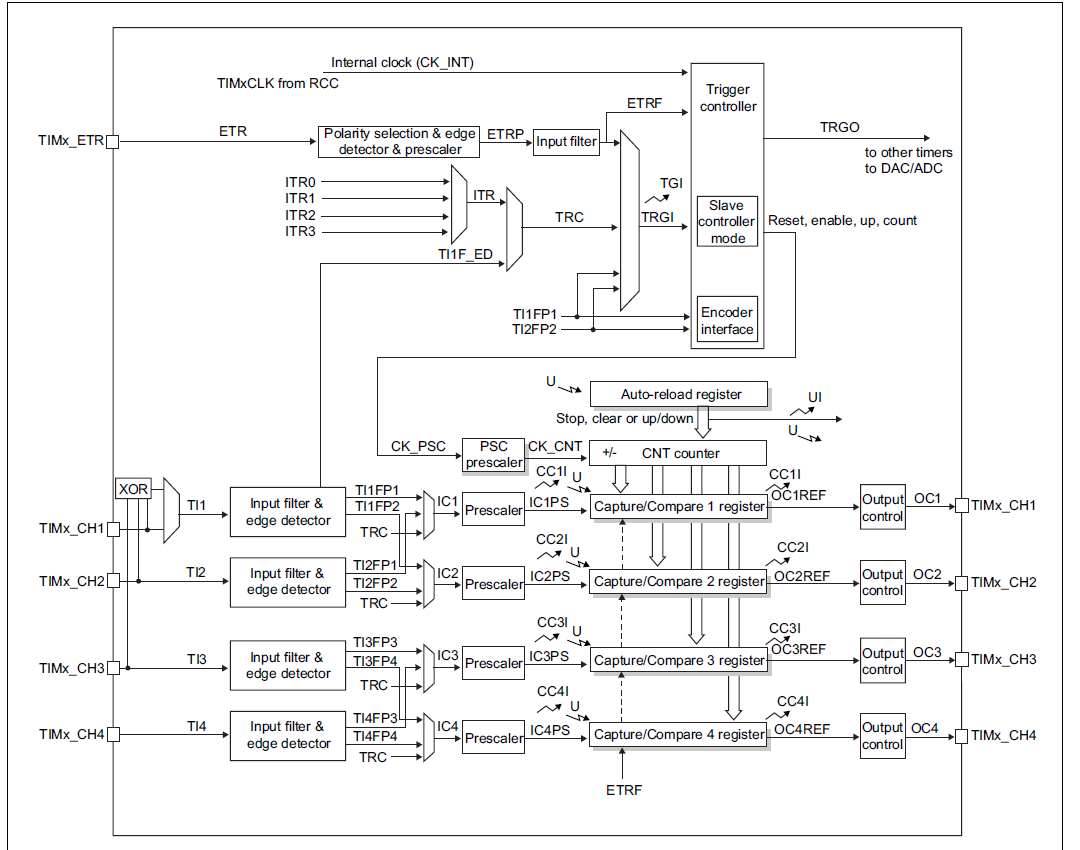 Internal clock (CK_INT)
TIMxCLK from RCC
Trigger
controller
ETRF
TIMx_ETR
ETR
Polarity selection & edge
detector & prescaler
ETRP
Input filter
TRGO
to other timers
to DAC/ADC
ITR0
ITR1
ITR2
ITR3
ITR
TI1F_ED
TRC
TGI
TRGI
Slave
controller
mode
Reset, enable, up, count
TI1FP1
TI2FP2
Encoder
interface
U
Auto-reload register
Stop, clear or up/down
UI
U
CK_PSC
PSC
prescaler
CK_CNT
+/-
CNT counter
XOR
TIMx_CH1
TI1
Input filter &
edge detector
TI1FP1
TI1FP2
TRC
IC1
Prescaler
IC1PS
CC1I
U
Capture/Compare 1 register
CC1I
OC1REF
Output
control
OC1
TIMx_CH1
TIMx_CH2
TI2
Input filter &
edge detector
TI2FP1
TI2FP2
TRC
IC2
Prescaler
IC2PS
CC2I
U
Capture/Compare 2 register
CC2I
OC2REF
Output
control
OC2
TIMx_CH2
TIMx_CH3
TI3
Input filter &
edge detector
TI3FP3
TI3FP4
TRC
IC3
Prescaler
IC3PS
CC3I
U
Capture/Compare 3 register
CC3I
OC3REF
Output
control
OC3
TIMx_CH3
TIMx_CH4
TI4
Input filter &
edge detector
TI4FP3
TI4FP4
TRC
IC4
Prescaler
IC4PS
CC4I
U
Capture/Compare 4 register
CC4I
OC4REF
Output
control
OC4
TIMx_CH4
ETRF